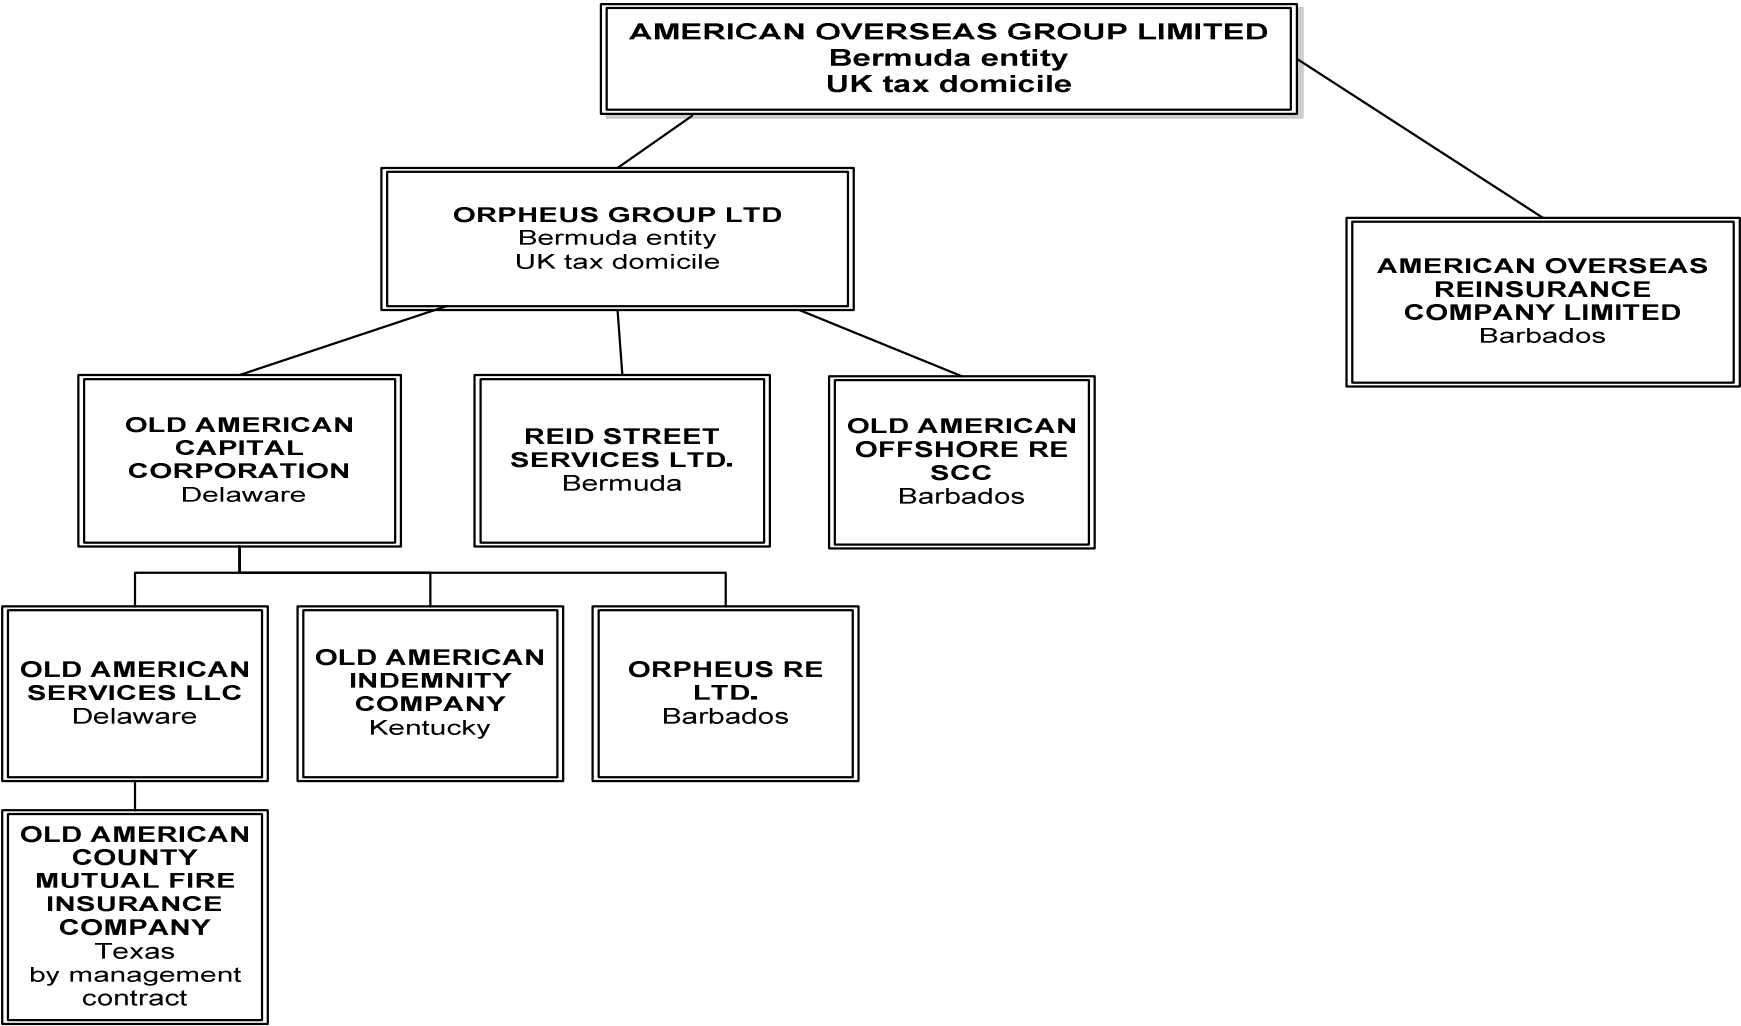 AMERICAN OVERSEAS GROUP LIMITED
Bermuda entity
UK tax domicile
ORPHEUS GROUP LTD
Bermuda entity
UK tax domicile
AMERICAN OVERSEAS
REINSURANCE
COMPANY LIMITED
Barbados
OLD AMERICAN
CAPITAL
CORPORATION
Delaware
REID STREET
SERVICES LTD.
Bermuda
OLD AMERICAN
OFFSHORE RE
SCC
Barbados
OLD AMERICAN
SERVICES LLC
Delaware
OLD AMERICAN
INDEMNITY
COMPANY
Kentucky
ORPHEUS RE
LTD.
Barbados
OLD AMERICAN
COUNTY
MUTUAL FIRE
INSURANCE
COMPANY
Texas
by management
contract